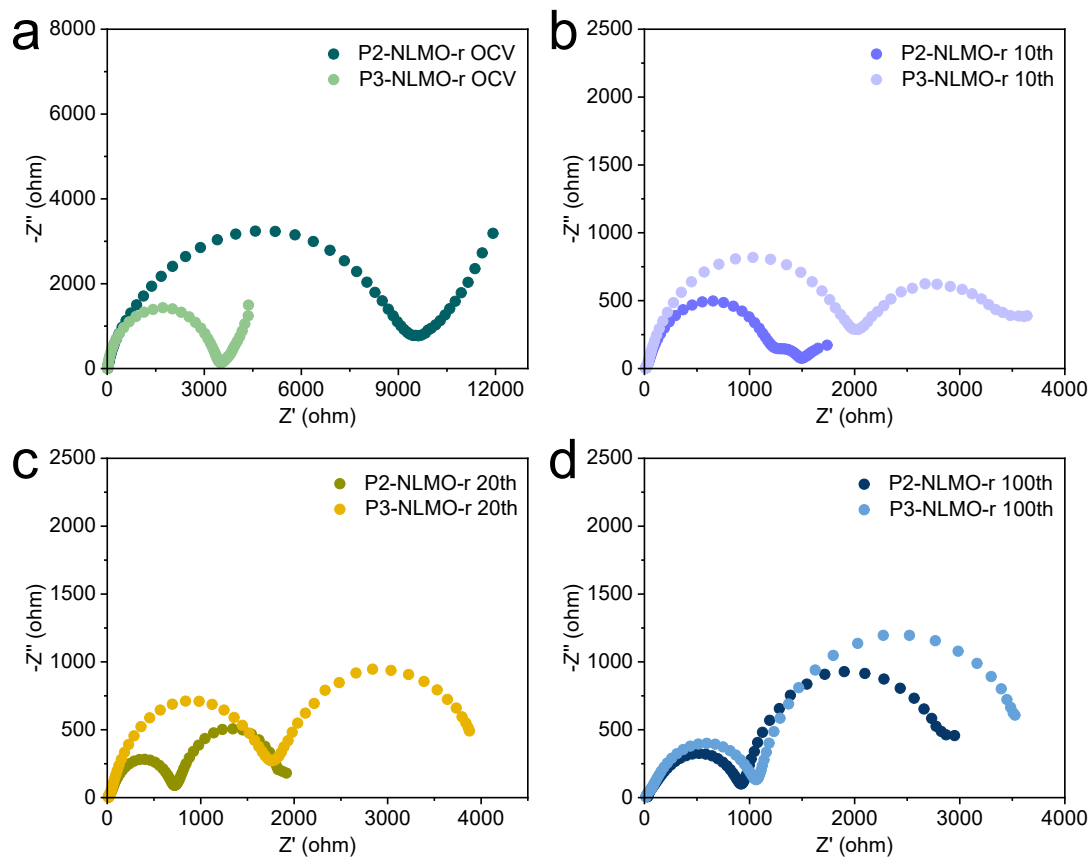 a
8000
6000
4000
2000
0
-Z" (ohm)
0 3000 6000 9000 12000
Z' (ohm)
P2-NLMO-r OCV
P3-NLMO-r OCV
b
2500
2000
1500
1000
500
0
-Z" (ohm)
0 1000 2000 3000 4000
Z' (ohm)
P2-NLMO-r 10th
P3-NLMO-r 10th
c
2500
2000
1500
1000
500
0
-Z" (ohm)
0 1000 2000 3000 4000
Z' (ohm)
P2-NLMO-r 20th
P3-NLMO-r 20th
d
2500
2000
1500
1000
500
0
-Z" (ohm)
0 1000 2000 3000 4000
Z' (ohm)
P2-NLMO-r 100th
P3-NLMO-r 100th